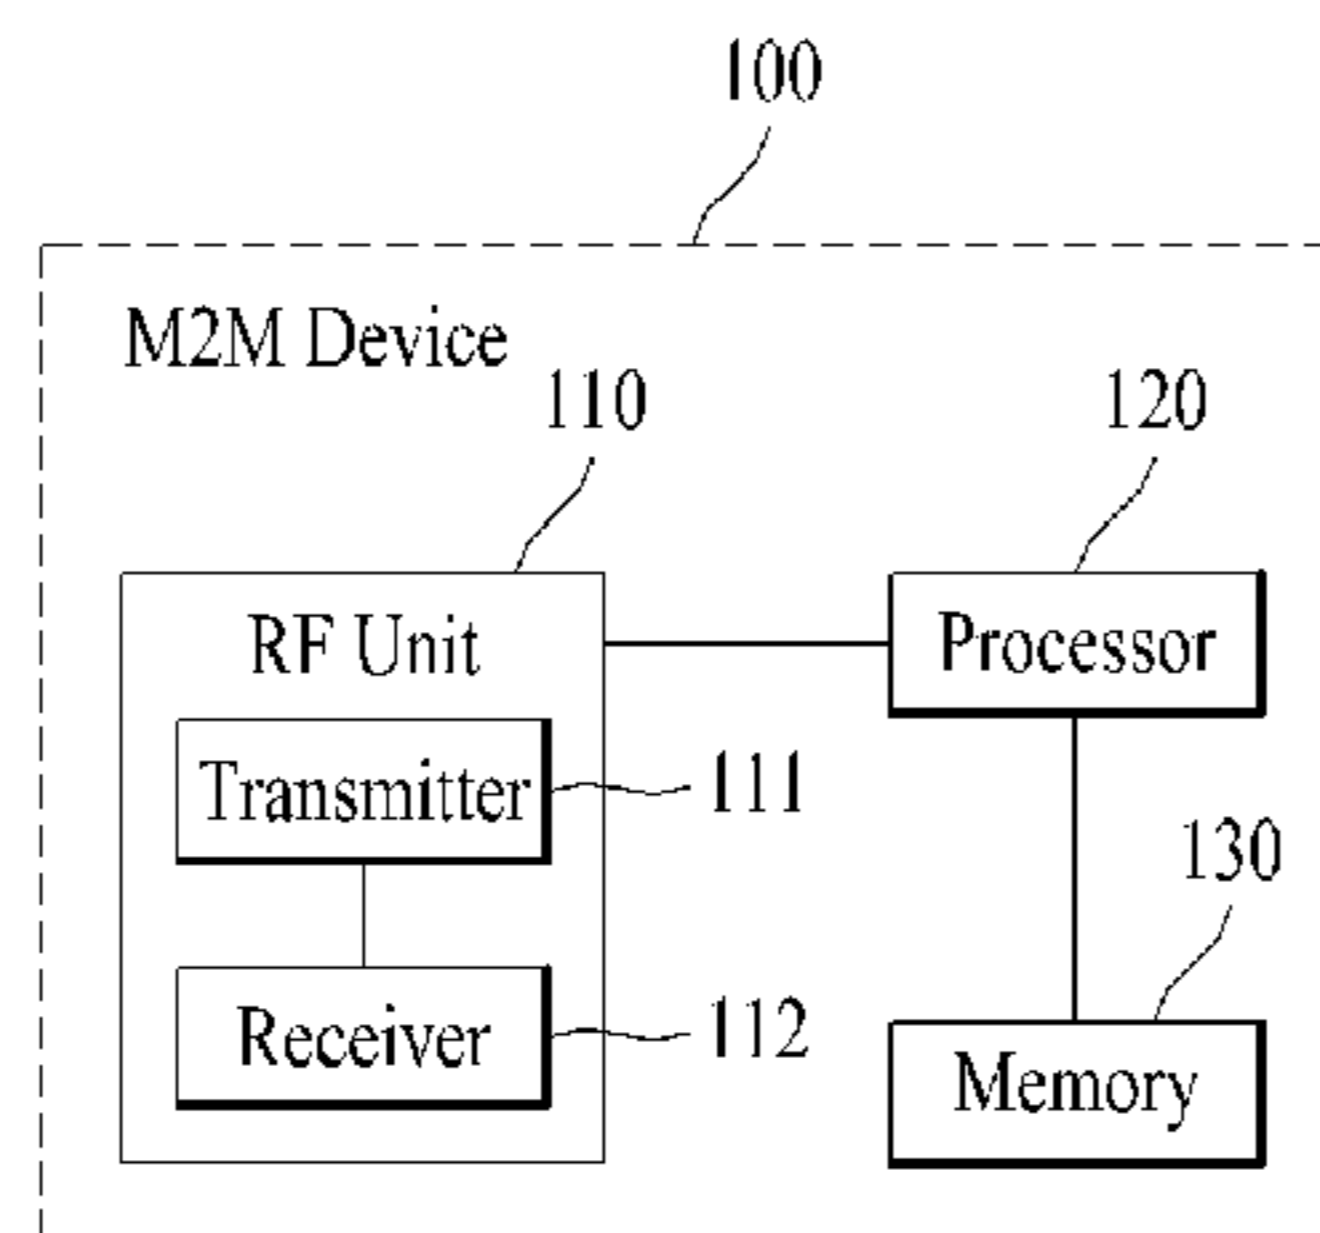 100
M2M Device
110
120
RF Unit
Processor
Transmitter
111
130
Receiver
112
Memory